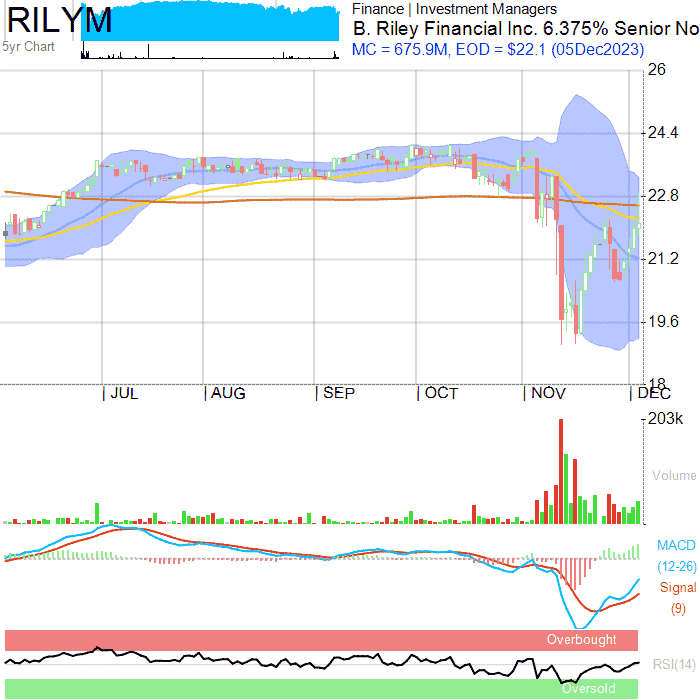 RILYM
5yr Chart
Finance | Investment Managers
B. Riley Financial Inc. 6.375% Senior No
MC = 675.9M, EOD = $22.1 (05Dec2023)
26
24.4
22.8
21.2
19.6
18
JUL AUG SEP OCT NOV DEC
203k
Volume
MACD
(12-26)
Signal
(9)
Overbought
RSI(14)
Oversold